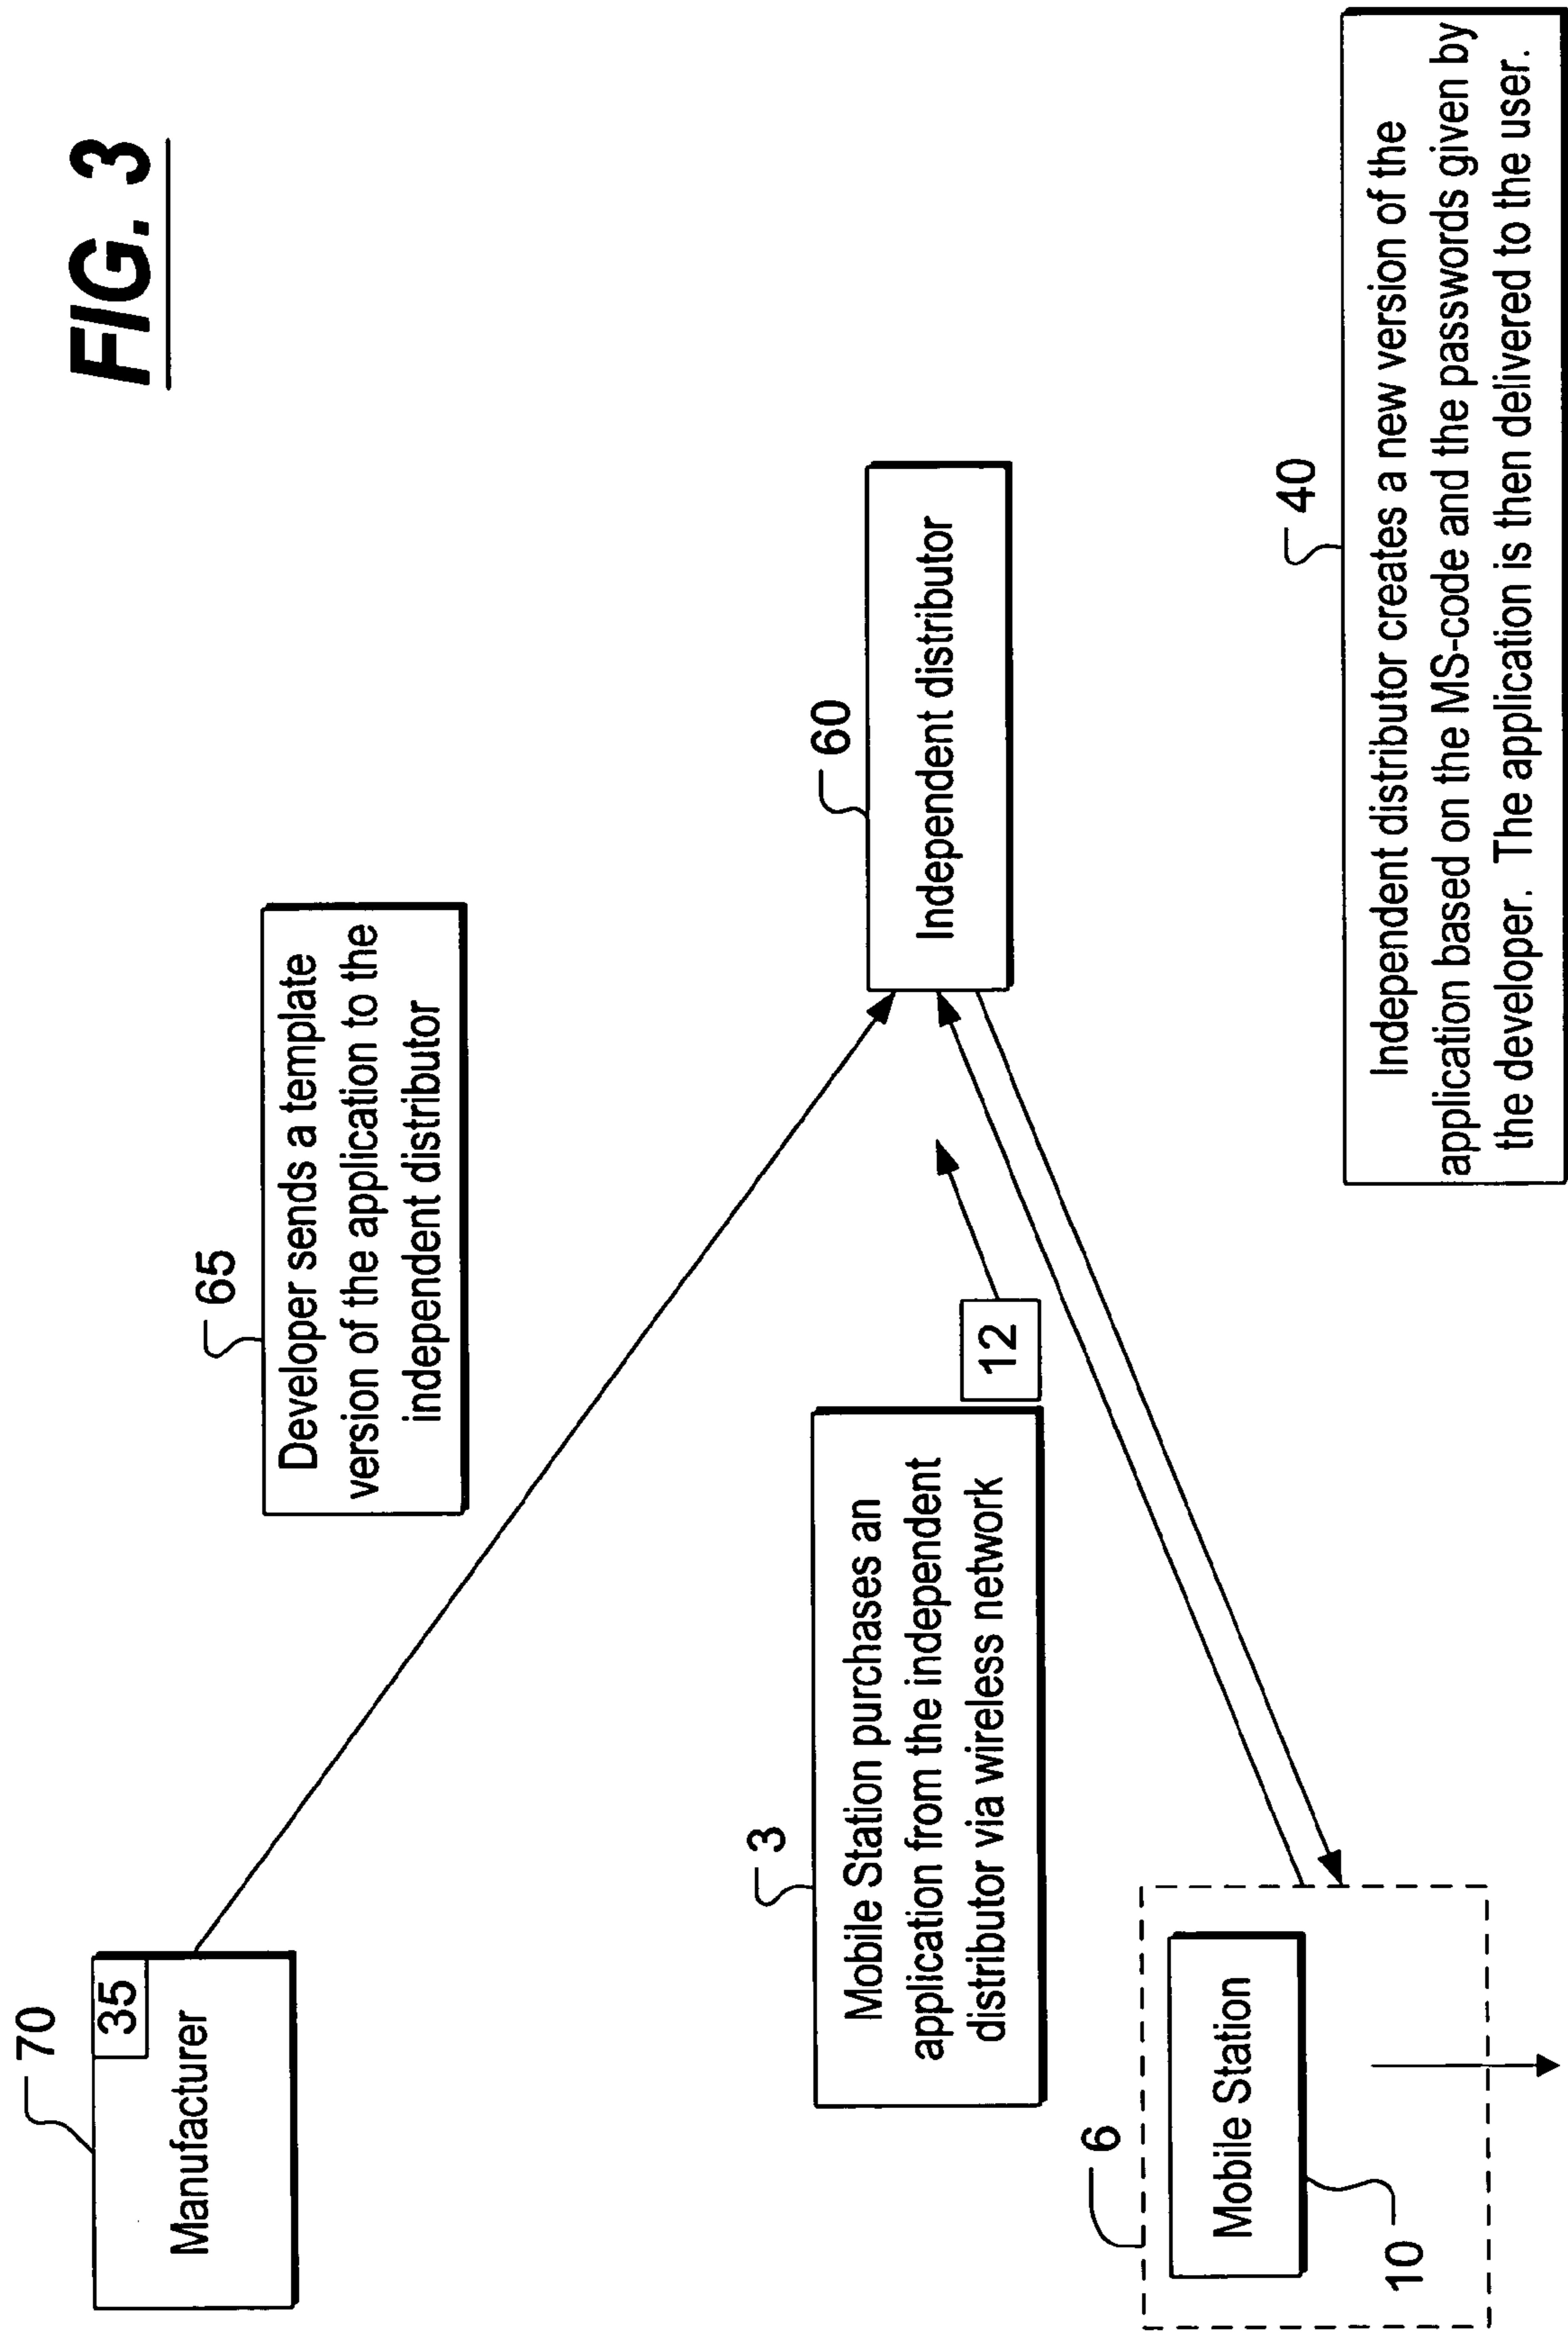 FIG. 3
70
35
Manufacturer
65
Developer sends a template
version of the application to the
independent distributor
3
Mobile Station purchases an
application from the independent
distributor via wireless network
12
60
Independent distributor
6
Mobile Station
10
40
Independent distributor creates a new version of the
application based on the MS-code and the passwords given by
the developer. The application is then delivered to the user.